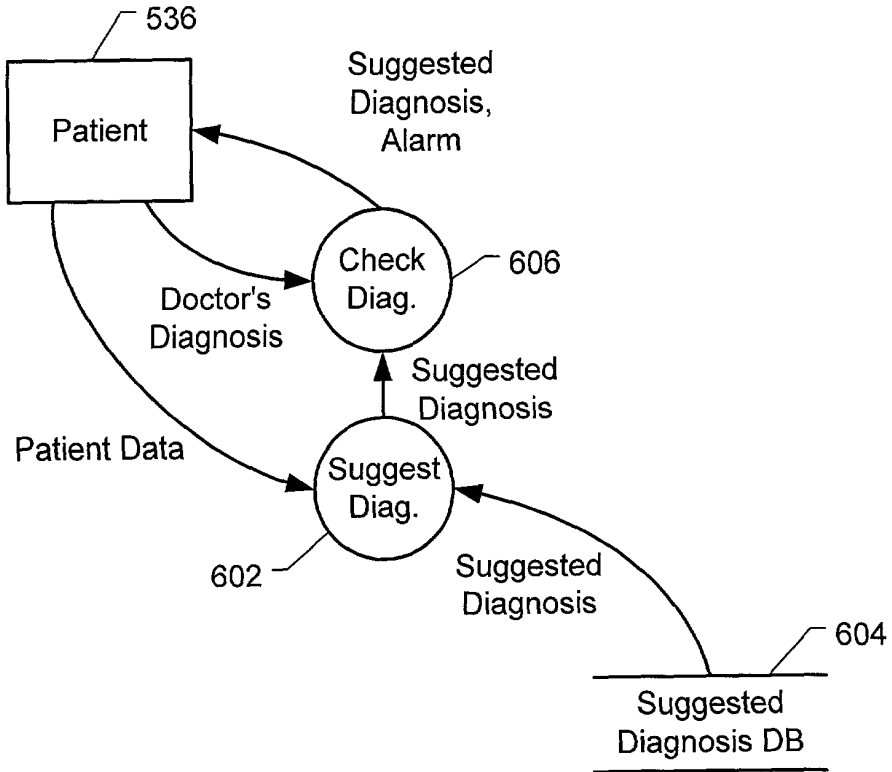 536
Patient
Suggested
Diagnosis,
Alarm
Check
Diag.
606
Doctor's
Diagnosis
Suggested
Diagnosis
Patient Data
Suggest
Diag.
602
Suggested
Diagnosis
604
Suggested
Diagnosis DB